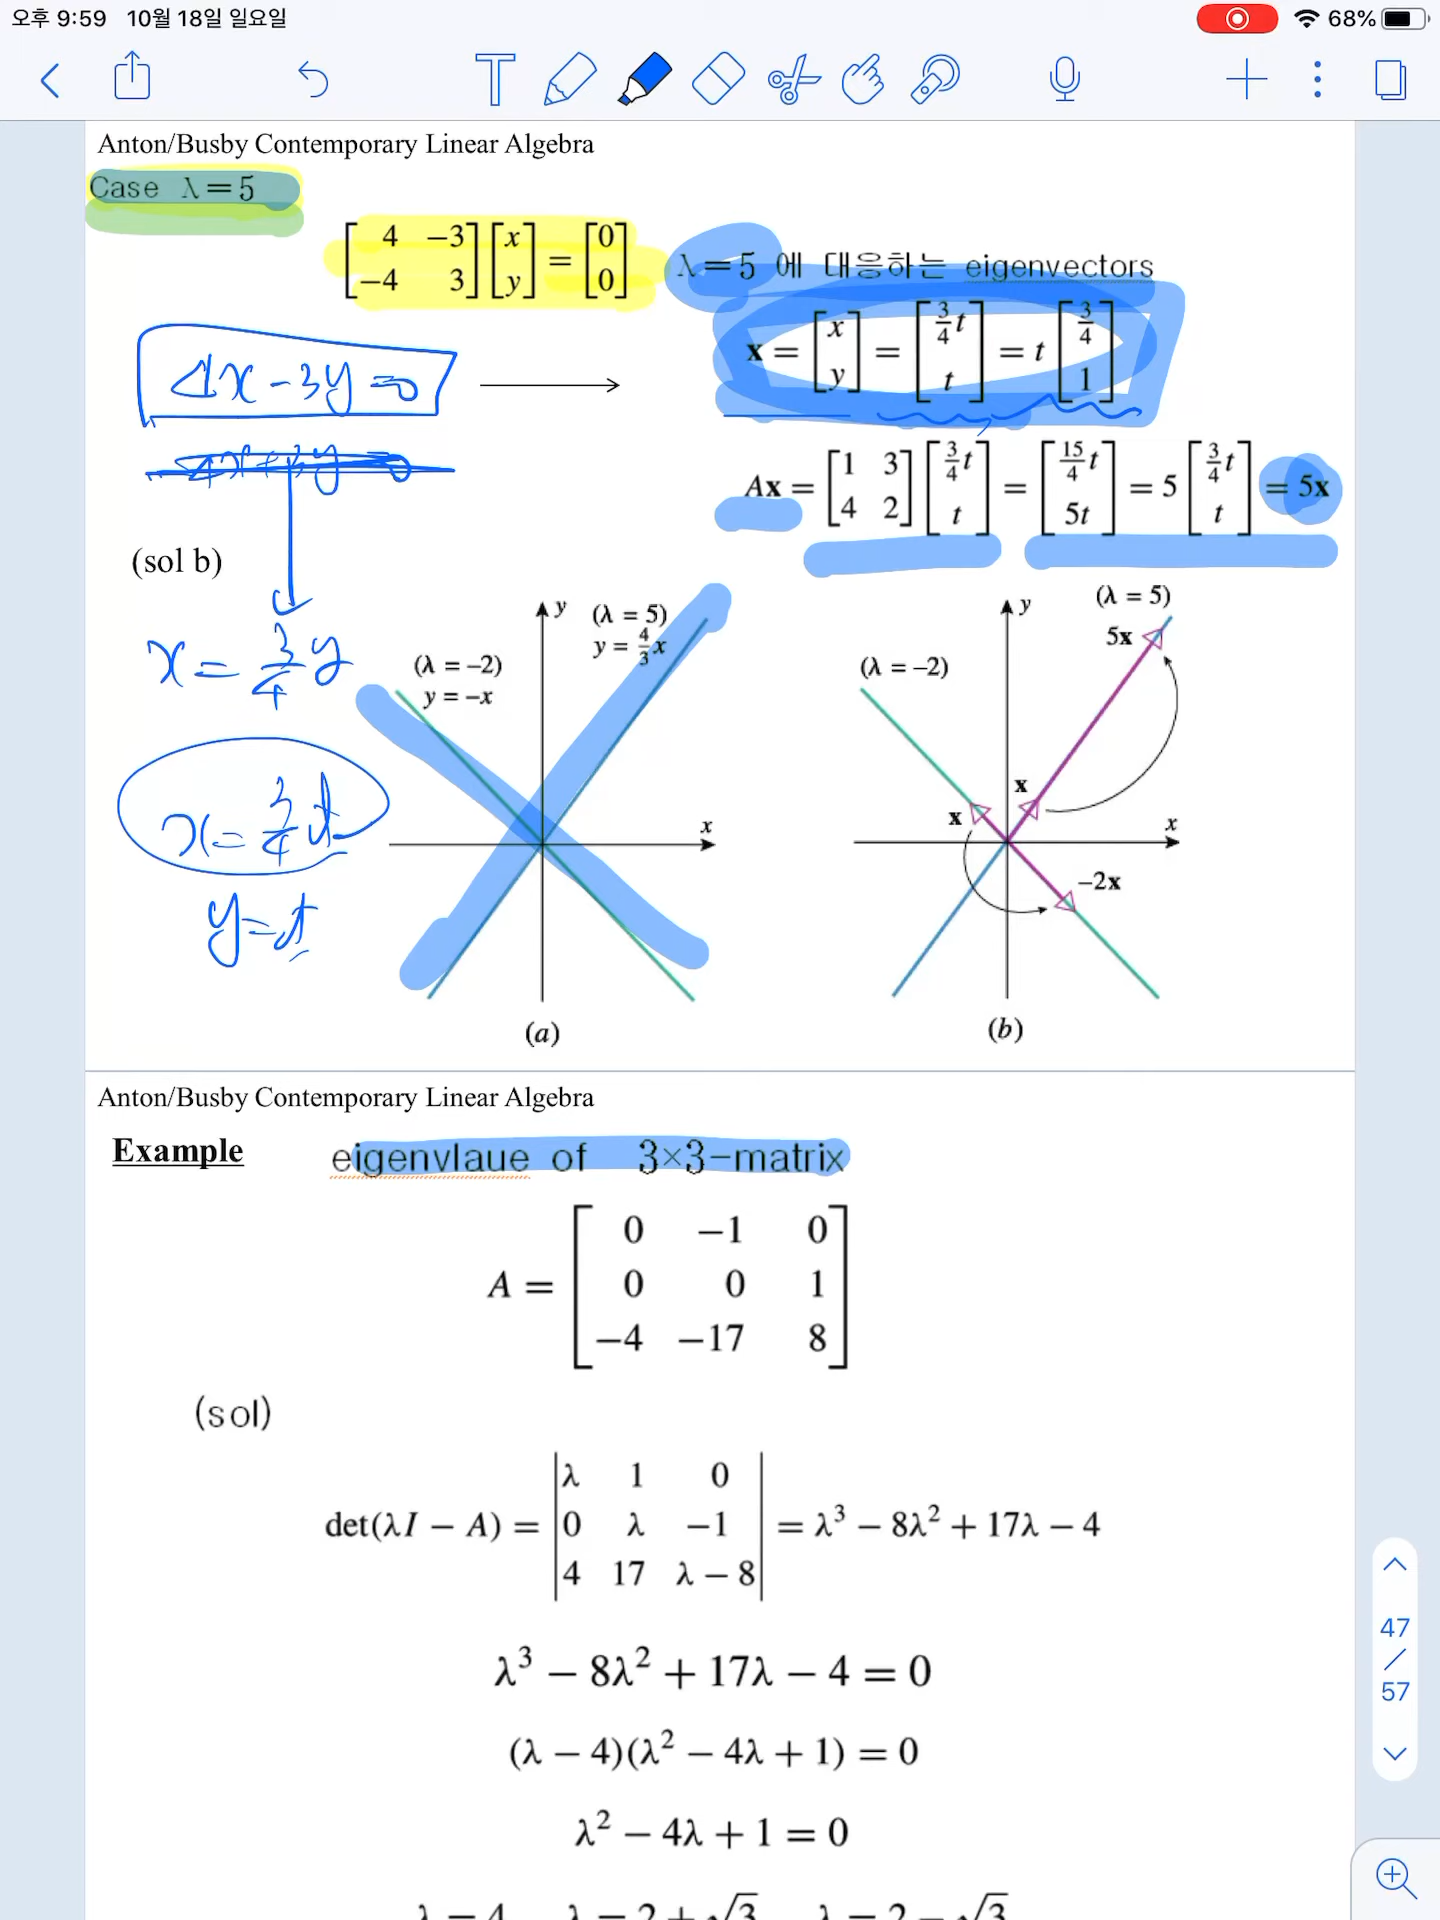 오후 9:59 10월 18일 일요일 68%
Anton/Busby Contemporary Linear Algebra
Case λ=5
[4 −3; −4 3][x; y] = [0; 0]
λ=5 에 대응하는 eigenvectors
x = [x; y] = [3/4 t; t] = t [3/4; 1]
4x − 3y = 0
Ax = [1 3; 4 2][3/4 t; t] = [15/4 t; 5t] = 5 [3/4 t; t] = 5x
(sol b)
x = 3/4 y
x = 3/4 t
y = t
y (λ = 5)
y = 4/3 x
(λ = −2)
y = −x
x
(a)
y (λ = 5)
5x
(λ = −2)
x
x
x
−2x
(b)
Anton/Busby Contemporary Linear Algebra
Example eigenvlaue of 3×3-matrix
A = [0 −1 0; 0 0 1; −4 −17 8]
(sol)
det(λI − A) = |λ 1 0; 0 λ −1; 4 17 λ − 8| = λ³ − 8λ² + 17λ − 4
λ³ − 8λ² + 17λ − 4 = 0
(λ − 4)(λ² − 4λ + 1) = 0
λ² − 4λ + 1 = 0
λ = 4 λ = 2 + √3 λ = 2 − √3
47
/
57